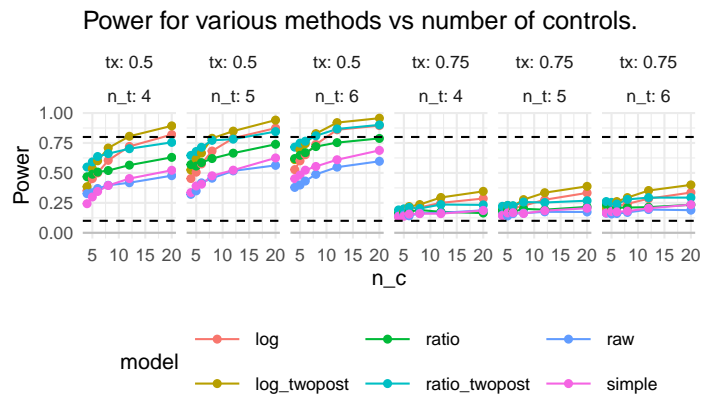 Power for various methods vs number of controls.
tx: 0.5 tx: 0.5 tx: 0.5 tx: 0.75 tx: 0.75 tx: 0.75
n_t: 4 n_t: 5 n_t: 6 n_t: 4 n_t: 5 n_t: 6
1.00
0.75
0.50
0.25
0.00
Power
5 10 15 20 5 10 15 20 5 10 15 20 5 10 15 20 5 10 15 20 5 10 15 20
n_c
model
log ratio raw
log_twopost ratio_twopost simple